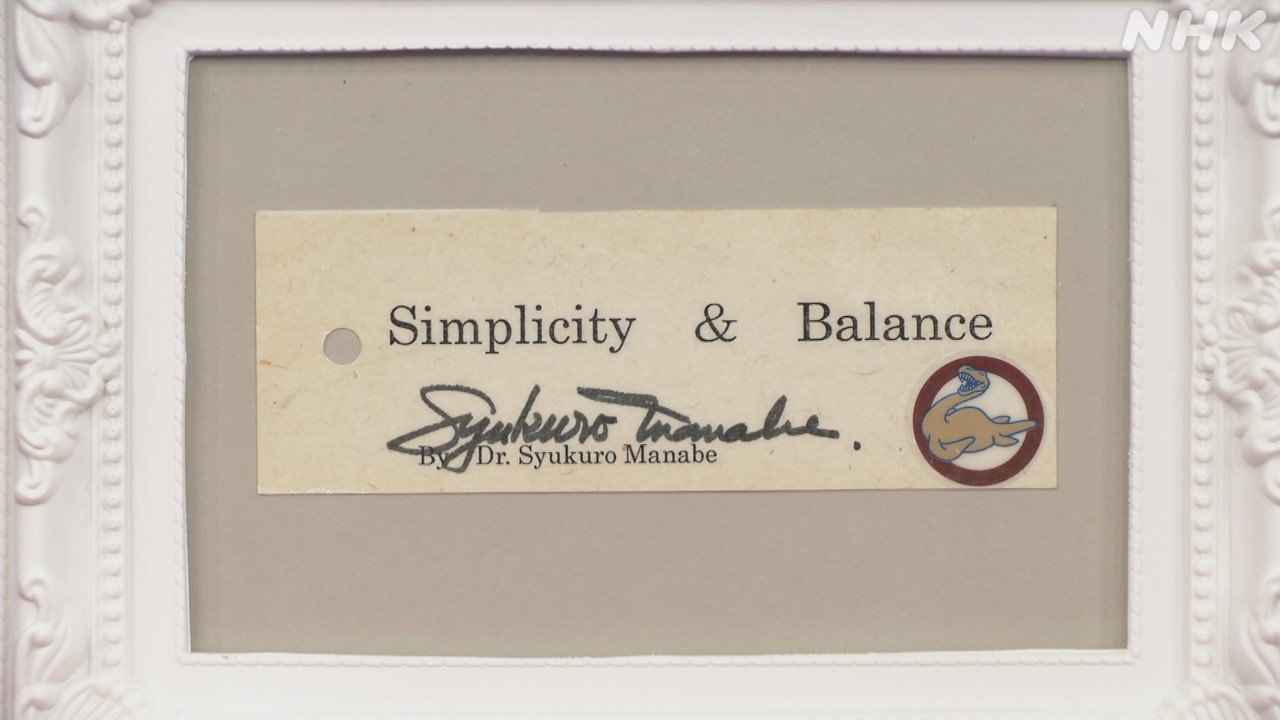 NHK
Simplicity & Balance
Syukuro Manabe.
By Dr. Syukuro Manabe